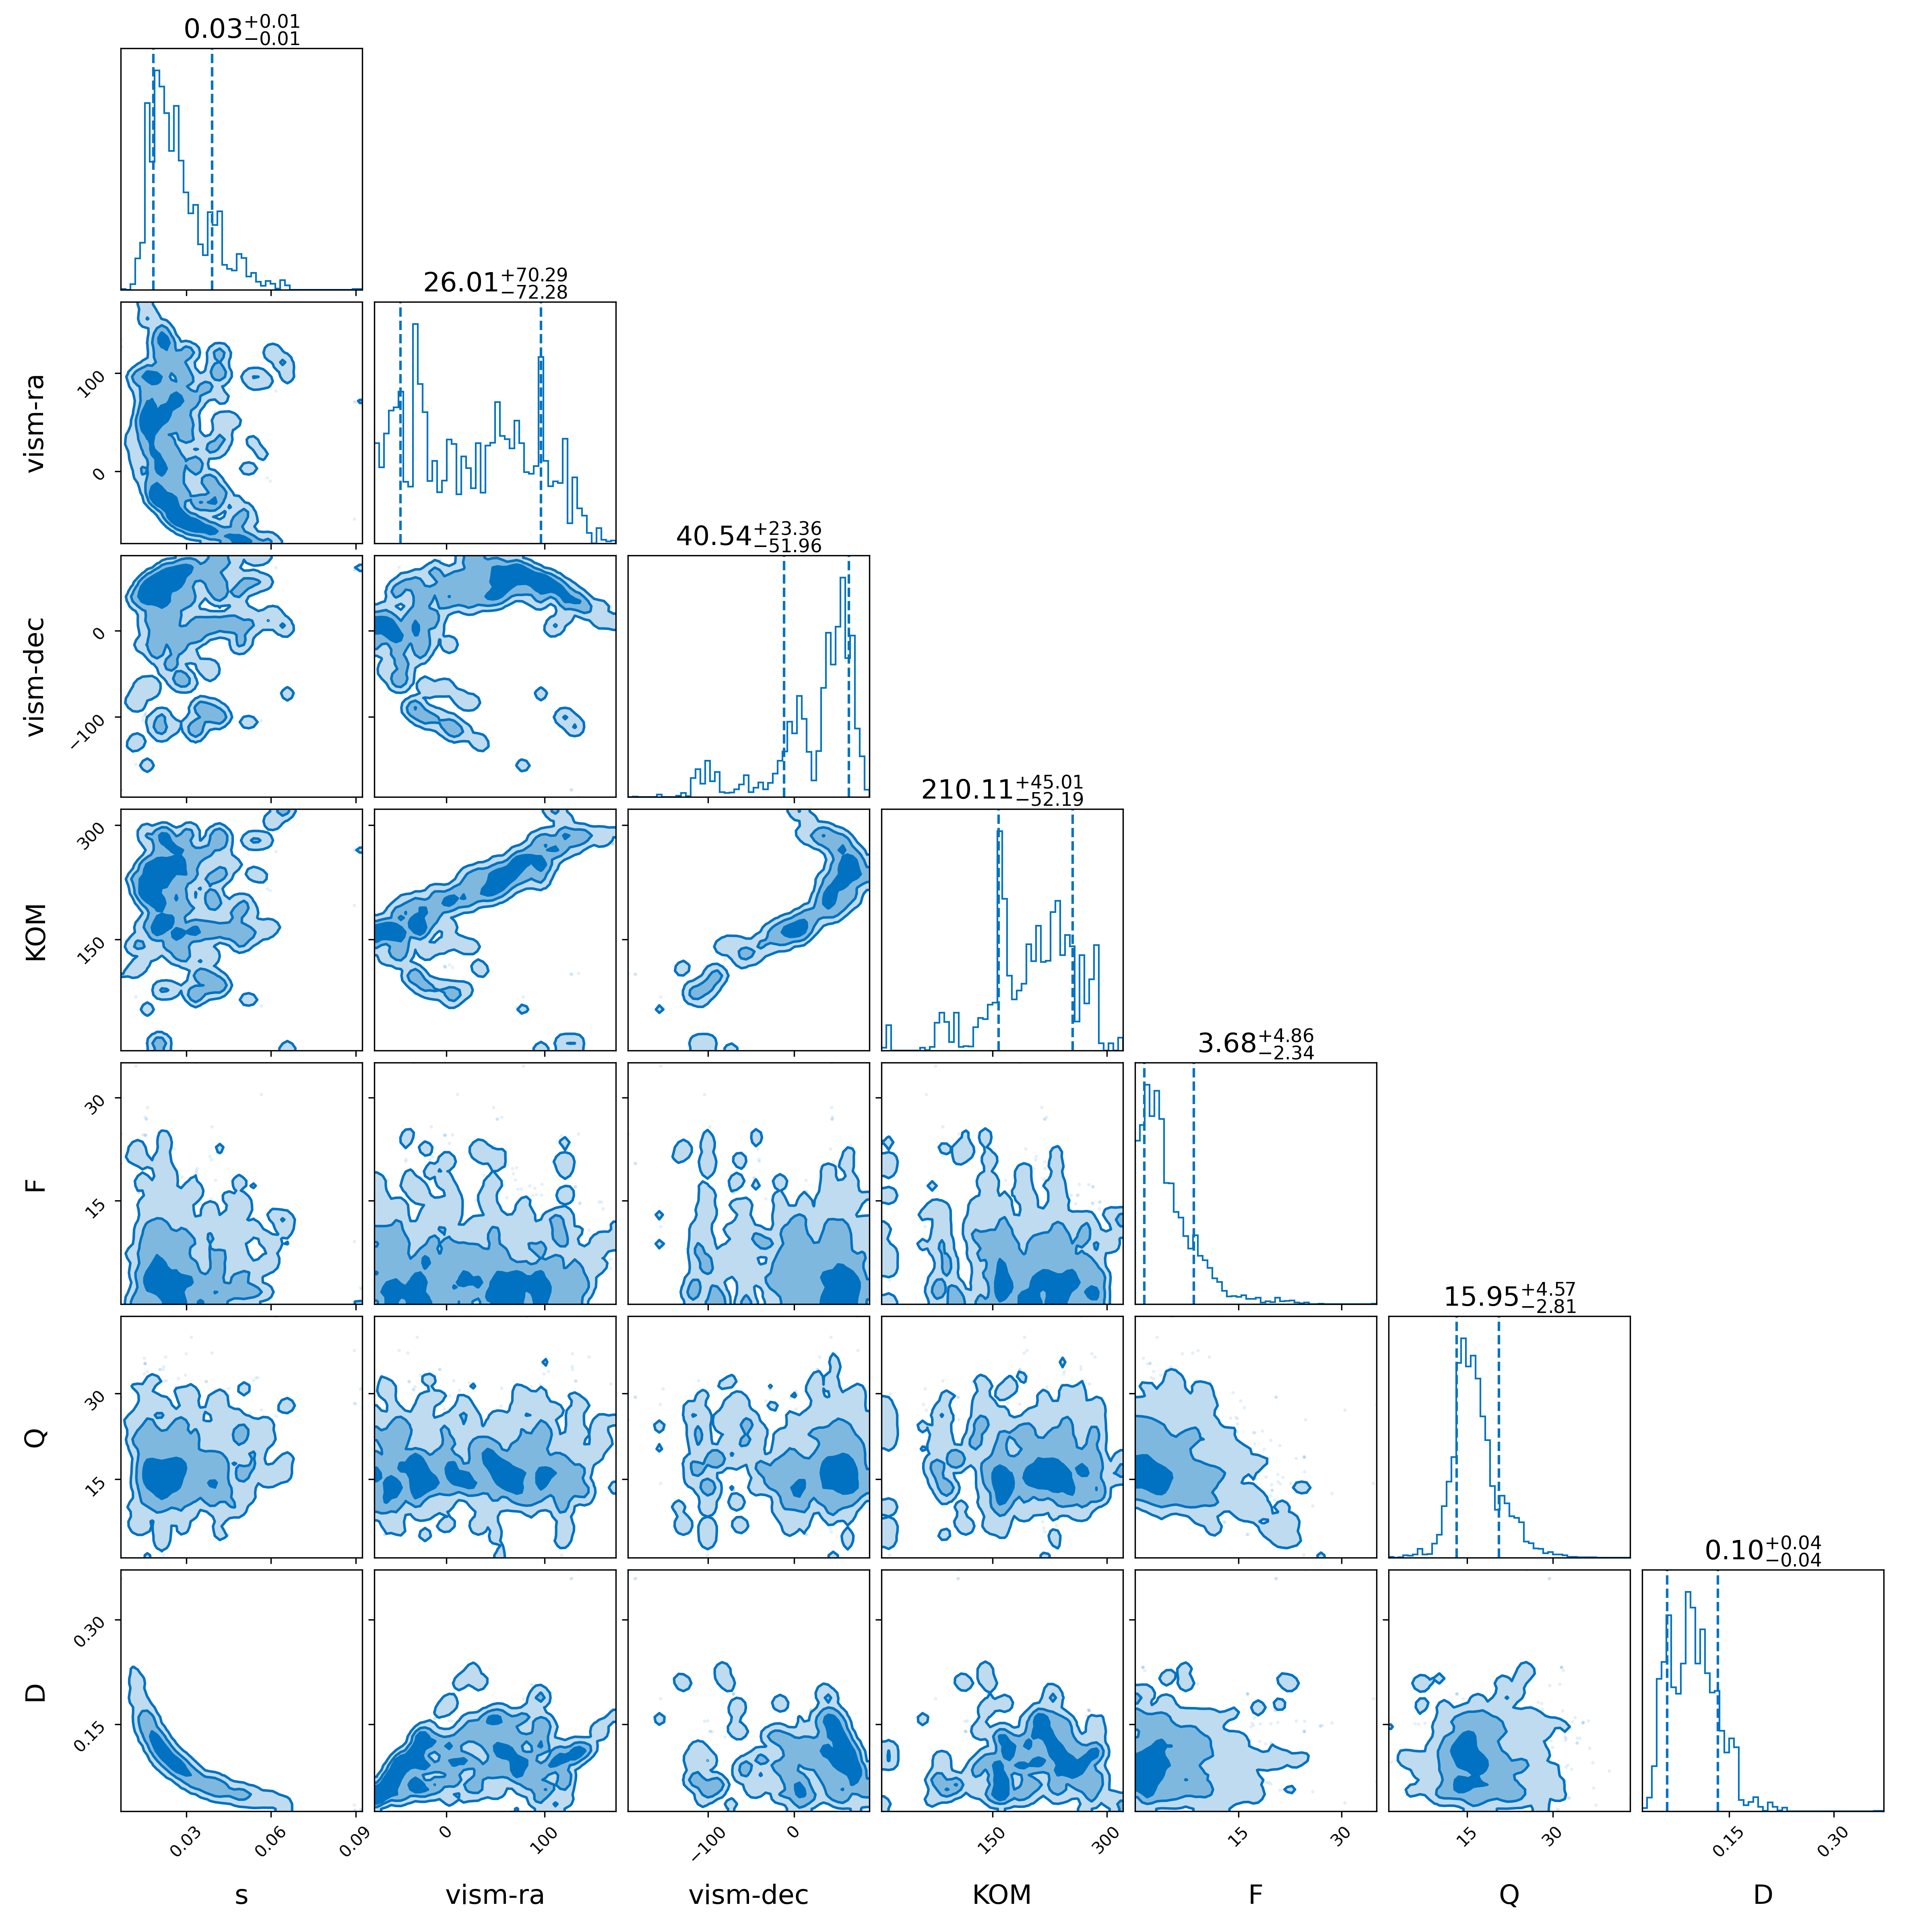 0.03+0.01−0.01
26.01+70.29−72.28
vism-ra
100
0
40.54+23.36−51.96
vism-dec
0
−100
210.11+45.01−52.19
KOM
300
150
3.68+4.86−2.34
F
30
15
15.95+4.57−2.81
Q
30
15
0.10+0.04−0.04
D
0.30
0.15
0.03 0.06 0.09 0 100 −100 0 150 300 15 30 15 30 0.15 0.30
s vism-ra vism-dec KOM F Q D